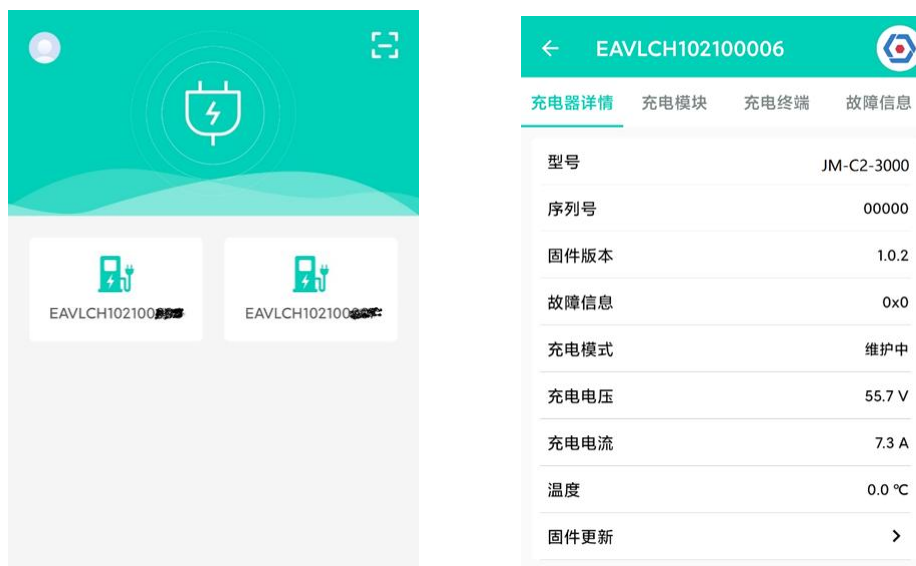 EAVLCH102100
EAVLCH102100
EAVLCH102100006
充电器详情 充电模块 充电终端 故障信息
型号 JM-C2-3000
序列号 00000
固件版本 1.0.2
故障信息 0x0
充电模式 维护中
充电电压 55.7 V
充电电流 7.3 A
温度 0.0 ℃
固件更新